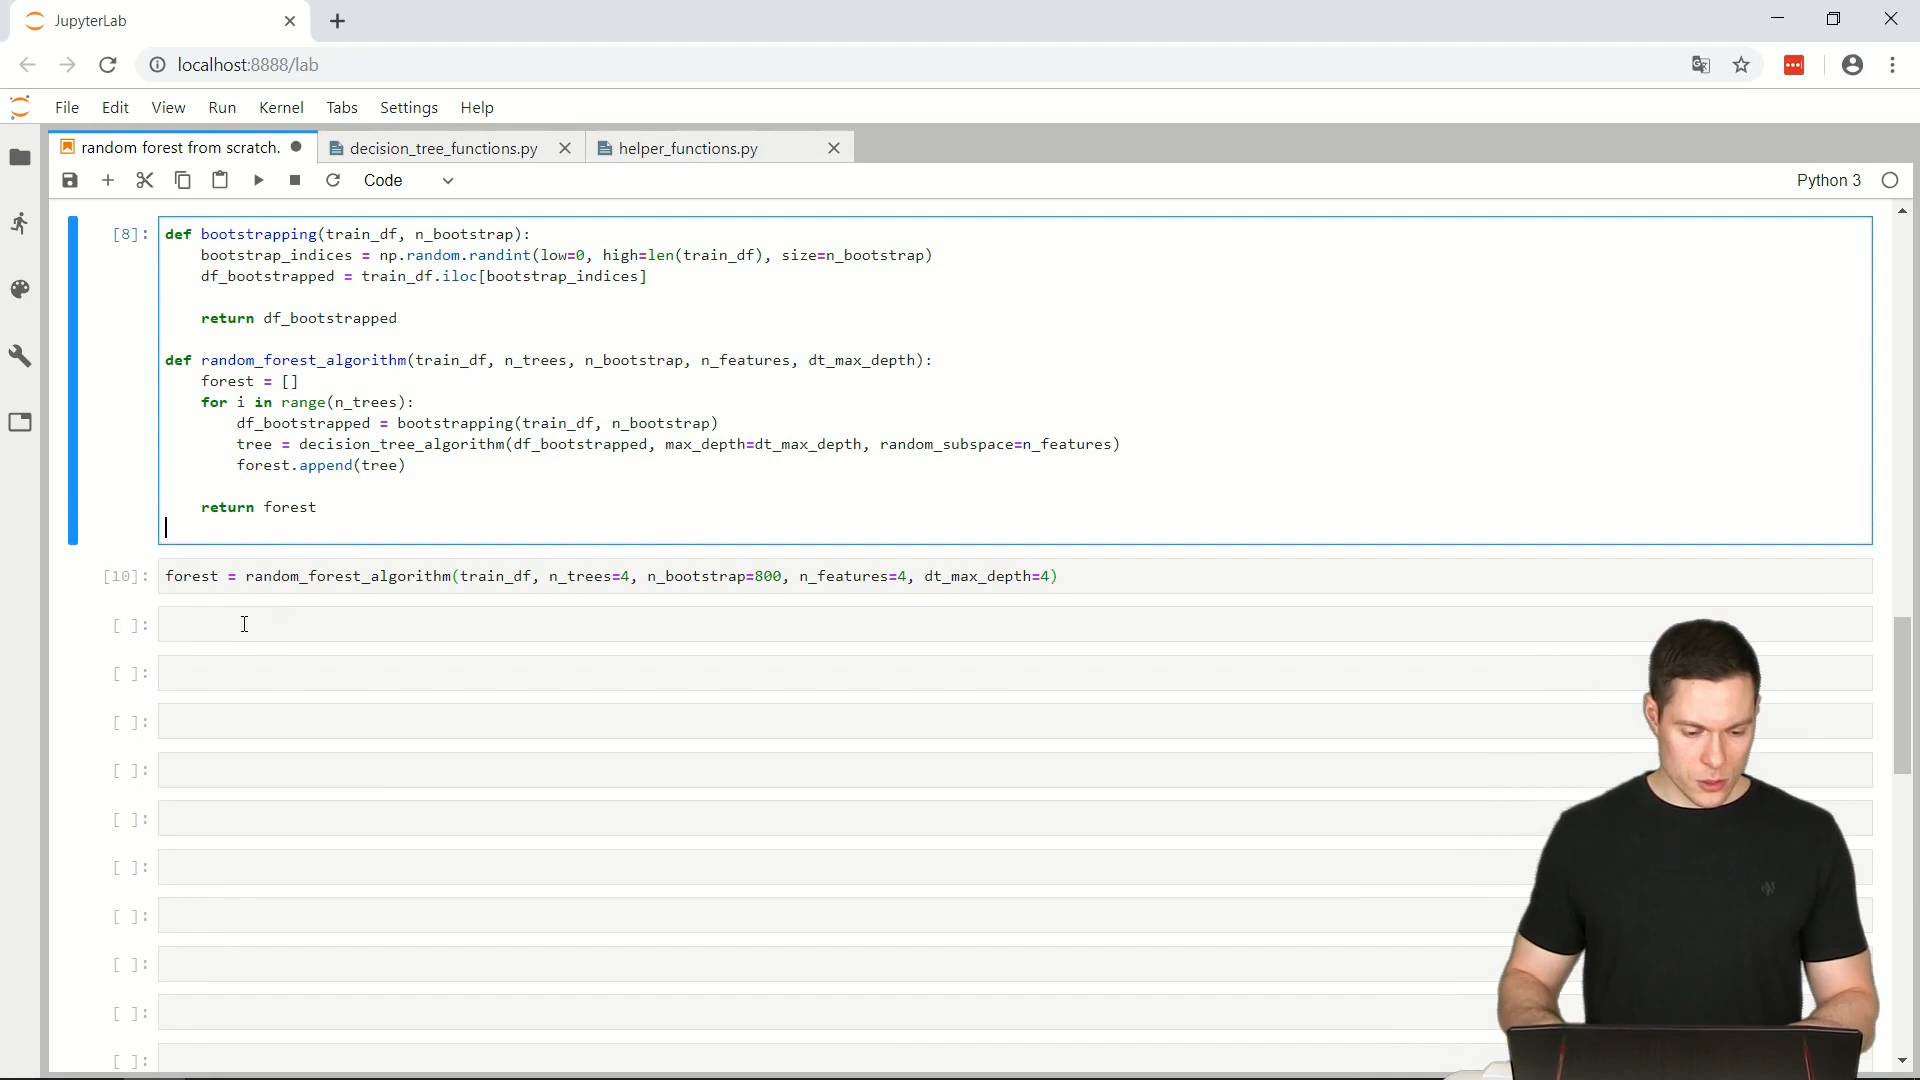 JupyterLab
localhost:8888/lab
File Edit View Run Kernel Tabs Settings Help
random forest from scratch. decision_tree_functions.py helper_functions.py
Code Python 3
[8]: def bootstrapping(train_df, n_bootstrap):
    bootstrap_indices = np.random.randint(low=0, high=len(train_df), size=n_bootstrap)
    df_bootstrapped = train_df.iloc[bootstrap_indices]
    return df_bootstrapped
def random_forest_algorithm(train_df, n_trees, n_bootstrap, n_features, dt_max_depth):
    forest = []
    for i in range(n_trees):
        df_bootstrapped = bootstrapping(train_df, n_bootstrap)
        tree = decision_tree_algorithm(df_bootstrapped, max_depth=dt_max_depth, random_subspace=n_features)
        forest.append(tree)
    return forest
[10]: forest = random_forest_algorithm(train_df, n_trees=4, n_bootstrap=800, n_features=4, dt_max_depth=4)
[ ]:
[ ]:
[ ]:
[ ]:
[ ]:
[ ]:
[ ]:
[ ]:
[ ]:
[ ]: